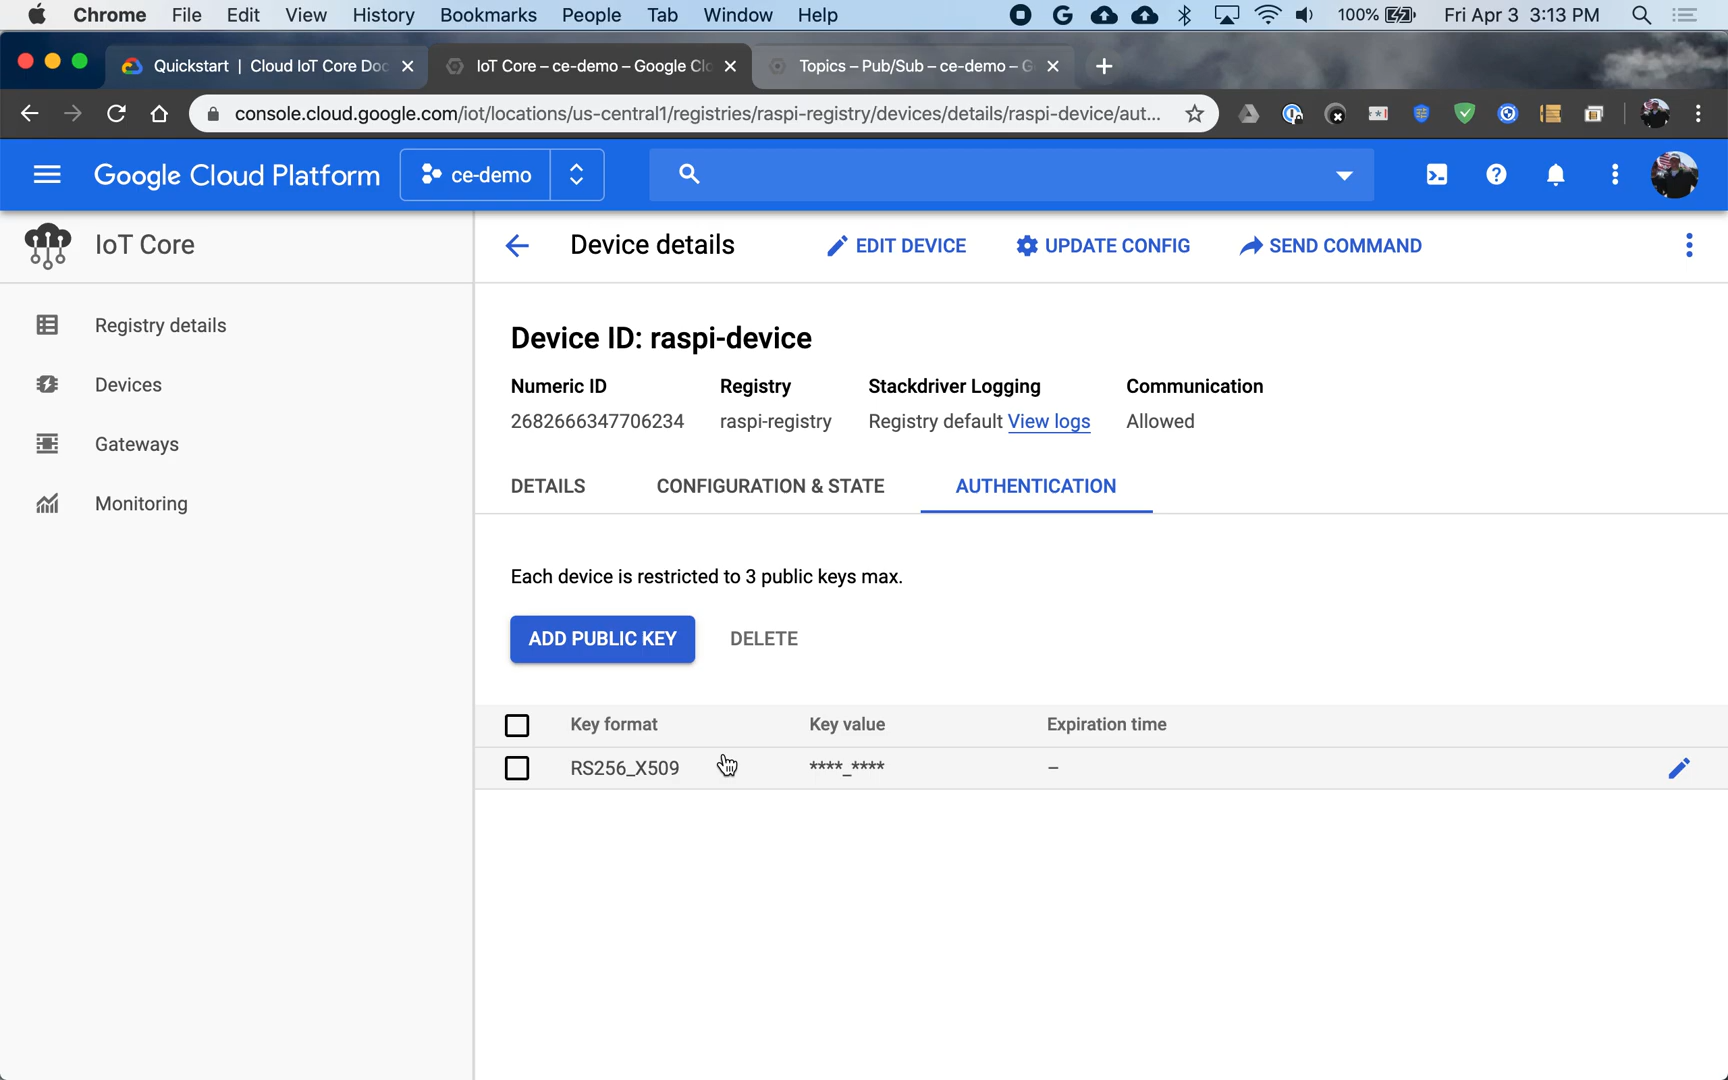 Chrome File Edit View History Bookmarks People Tab Window Help 100% Fri Apr 3 3:13 PM
Quickstart | Cloud IoT Core Doc IoT Core – ce-demo – Google Clo Topics – Pub/Sub – ce-demo – G
console.cloud.google.com/iot/locations/us-central1/registries/raspi-registry/devices/details/raspi-device/aut...
Google Cloud Platform ce-demo
IoT Core
Device details EDIT DEVICE UPDATE CONFIG SEND COMMAND
Registry details
Devices
Gateways
Monitoring
Device ID: raspi-device
Numeric ID Registry Stackdriver Logging Communication
2682666347706234 raspi-registry Registry default View logs Allowed
DETAILS CONFIGURATION & STATE AUTHENTICATION
Each device is restricted to 3 public keys max.
ADD PUBLIC KEY DELETE
Key format Key value Expiration time
RS256_X509 ****_**** –